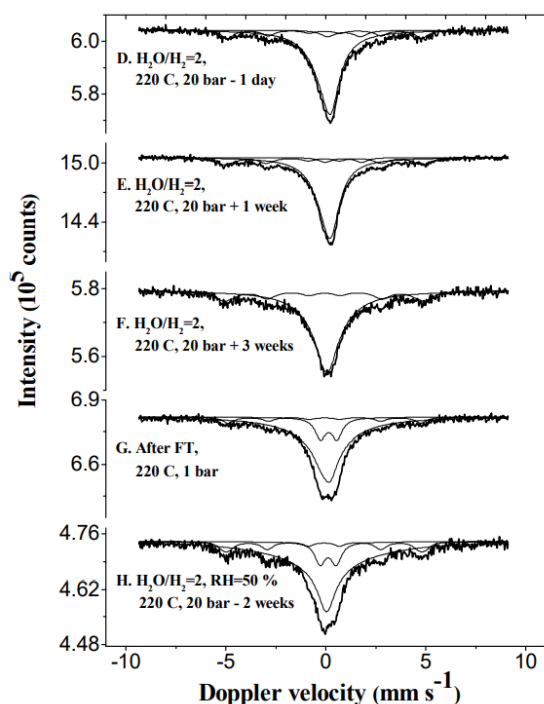 6.0
D. H₂O/H₂=2,
220 C, 20 bar - 1 day
5.8
15.0
E. H₂O/H₂=2,
220 C, 20 bar + 1 week
14.4
5.8
F. H₂O/H₂=2,
220 C, 20 bar + 3 weeks
5.6
6.9
G. After FT,
220 C, 1 bar
6.6
4.76
H. H₂O/H₂=2, RH=50 %
220 C, 20 bar - 2 weeks
4.62
4.48
Intensity (10⁵ counts)
-10 -5 0 5 10
Doppler velocity (mm s⁻¹)